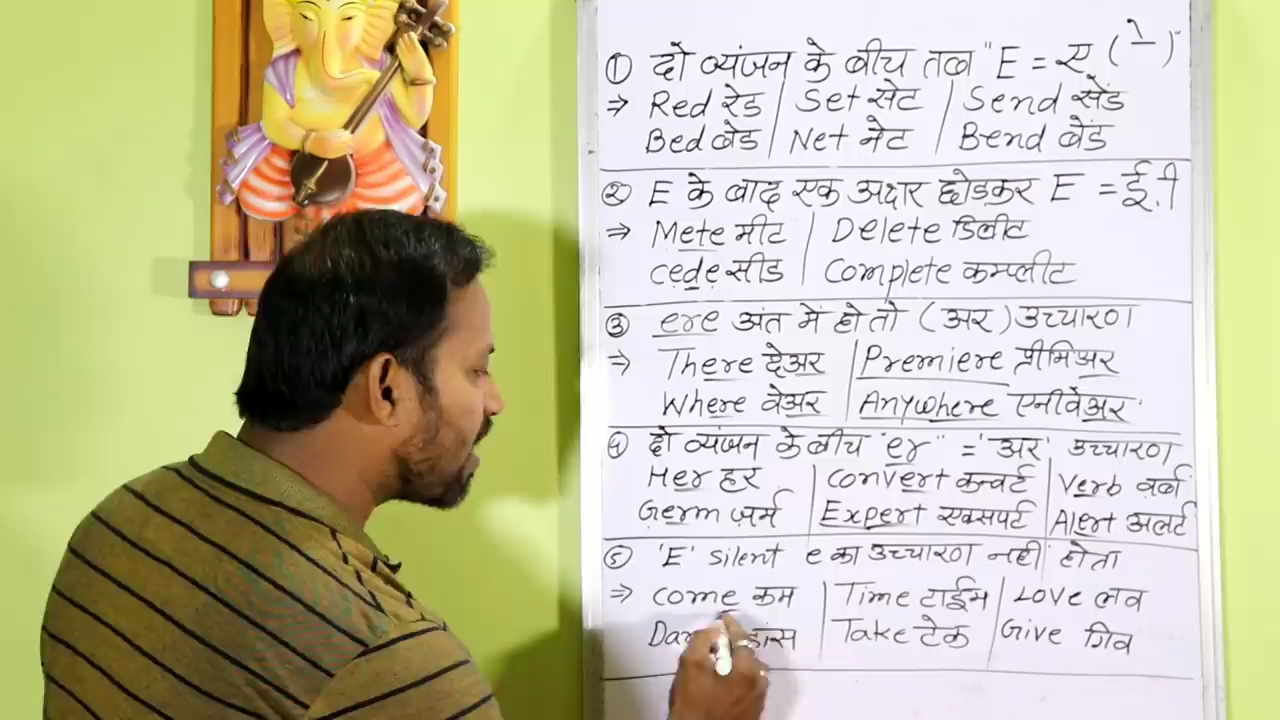 ① दो व्यंजन के बीच तब "E = ए ( े )"
⇒ Red रेड | Set सेट | Send सेंड
Bed बेड | Net नेट | Bend बेंड
② E के बाद एक अक्षर छोड़कर E = ई.ी
⇒ Mete मीट | Delete डिलीट
cede सीड | Complete कम्प्लीट
③ ere अंत में हो तो (अर) उच्चारण
⇒ There देअर | Premiere प्रीमिअर
Where वेअर | Anywhere एनीवेअर
④ दो व्यंजन के बीच "er" = 'अर' उच्चारण
Her हर | Convert कन्वर्ट | Verb वर्ब
Germ ज़र्म | Expert एक्सपर्ट | Alert अलर्ट
⑤ 'E' silent e का उच्चारण नहीं होता
⇒ come कम | Time टाईम | Love लव
Dan डांस | Take टेक | Give गिव